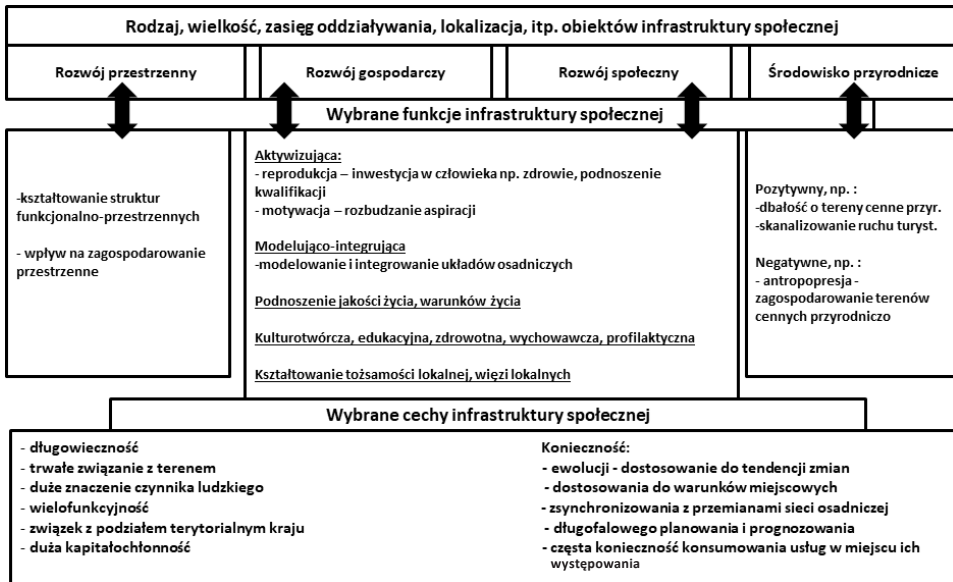 Rodzaj, wielkość, zasięg oddziaływania, lokalizacja, itp. obiektów infrastruktury społecznej
Rozwój przestrzenny
Rozwój gospodarczy
Rozwój społeczny
Środowisko przyrodnicze
Wybrane funkcje infrastruktury społecznej
-kształtowanie struktur
funkcjonalno-przestrzennych
- wpływ na zagospodarowanie
przestrzenne
Aktywizująca:
- reprodukcja – inwestycja w człowieka np. zdrowie, podnoszenie
kwalifikacji
- motywacja – rozbudzanie aspiracji
Modelująco-integrująca
-modelowanie i integrowanie układów osadniczych
Podnoszenie jakości życia, warunków życia
Kulturotwórcza, edukacyjna, zdrowotna, wychowawcza, profilaktyczna
Kształtowanie tożsamości lokalnej, więzi lokalnych
Pozytywny, np. :
-dbałość o tereny cenne przyr.
-skanalizowanie ruchu turyst.
Negatywne, np. :
- antropopresja -
zagospodarowanie terenów
cennych przyrodniczo
Wybrane cechy infrastruktury społecznej
- długowieczność
- trwałe związanie z terenem
- duże znaczenie czynnika ludzkiego
- wielofunkcyjność
- związek z podziałem terytorialnym kraju
- duża kapitałochłonność
Konieczność:
- ewolucji - dostosowanie do tendencji zmian
- dostosowania do warunków miejscowych
- zsynchronizowania z przemianami sieci osadniczej
- długofalowego planowania i prognozowania
- częsta konieczność konsumowania usług w miejscu ich
występowania